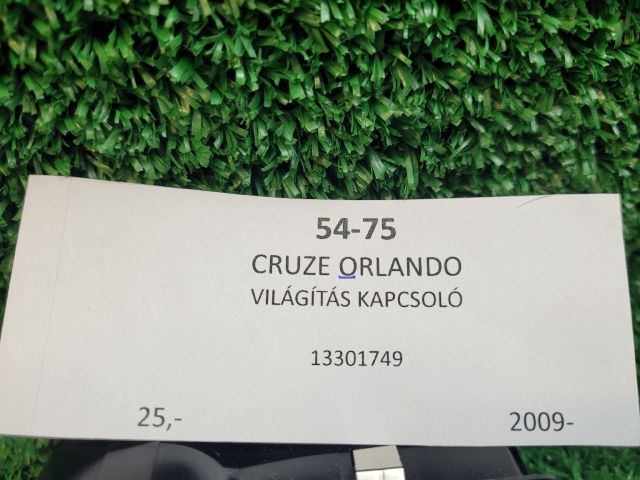 54-75
CRUZE ORLANDO
VILÁGÍTÁS KAPCSOLÓ
13301749
25,- 2009-